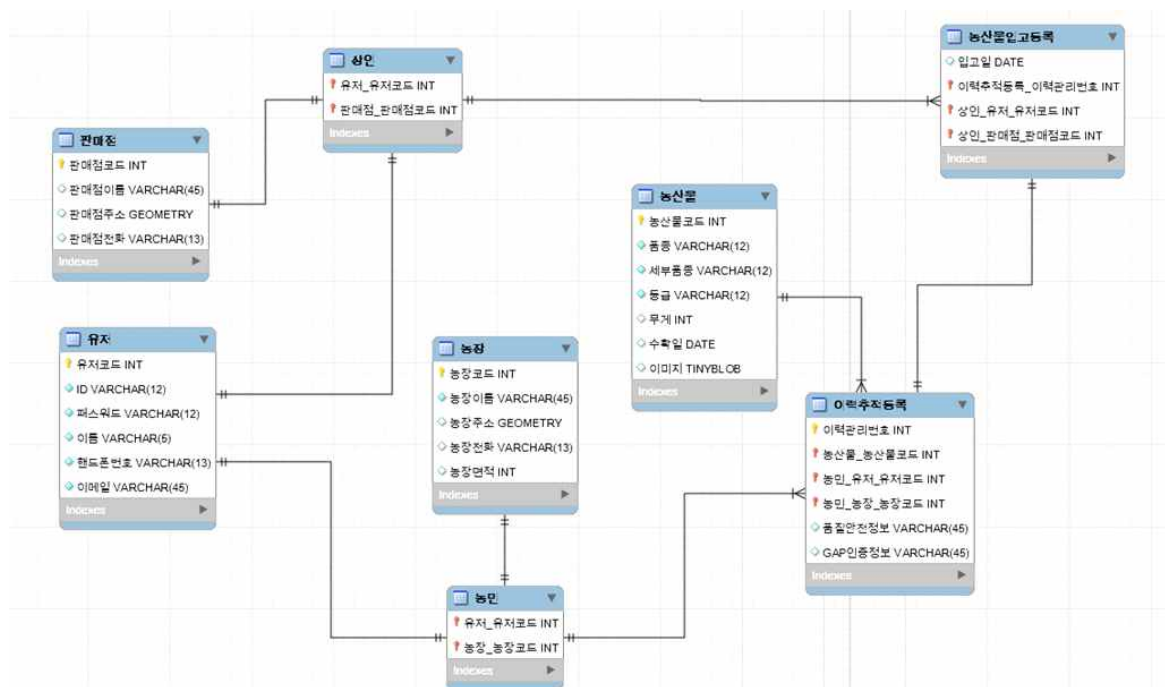 상인
유저_유저코드 INT
판매점_판매점코드 INT
Indexes
농산물입고등록
입고일 DATE
이력추적등록_이력관리번호 INT
상인_유저_유저코드 INT
상인_판매점_판매점코드 INT
Indexes
판매점
판매점코드 INT
판매점이름 VARCHAR(45)
판매점주소 GEOMETRY
판매점전화 VARCHAR(13)
Indexes
농산물
농산물코드 INT
품종 VARCHAR(12)
세부품종 VARCHAR(12)
등급 VARCHAR(12)
무게 INT
수확일 DATE
이미지 TINYBLOB
Indexes
유저
유저코드 INT
ID VARCHAR(12)
패스워드 VARCHAR(12)
이름 VARCHAR(5)
핸드폰번호 VARCHAR(13)
이메일 VARCHAR(45)
Indexes
농장
농장코드 INT
농장이름 VARCHAR(45)
농장주소 GEOMETRY
농장전화 VARCHAR(13)
농장면적 INT
Indexes
이력추적등록
이력관리번호 INT
농산물_농산물코드 INT
농민_유저_유저코드 INT
농민_농장_농장코드 INT
품질안전정보 VARCHAR(45)
GAP인증정보 VARCHAR(45)
Indexes
농민
유저_유저코드 INT
농장_농장코드 INT
Indexes